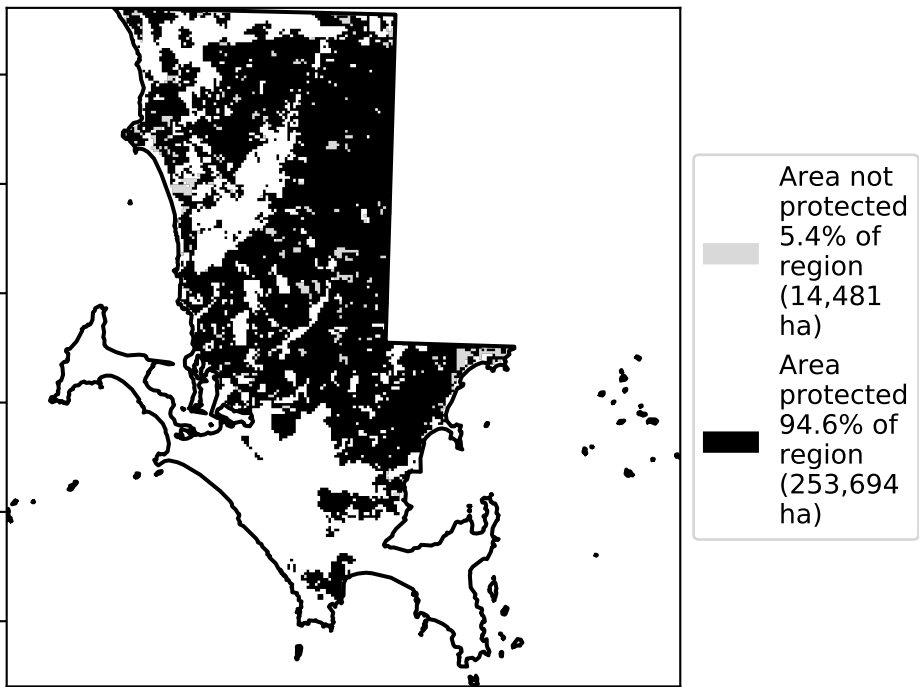 Area not
protected
5.4% of
region
(14,481
ha)
Area
protected
94.6% of
region
(253,694
ha)